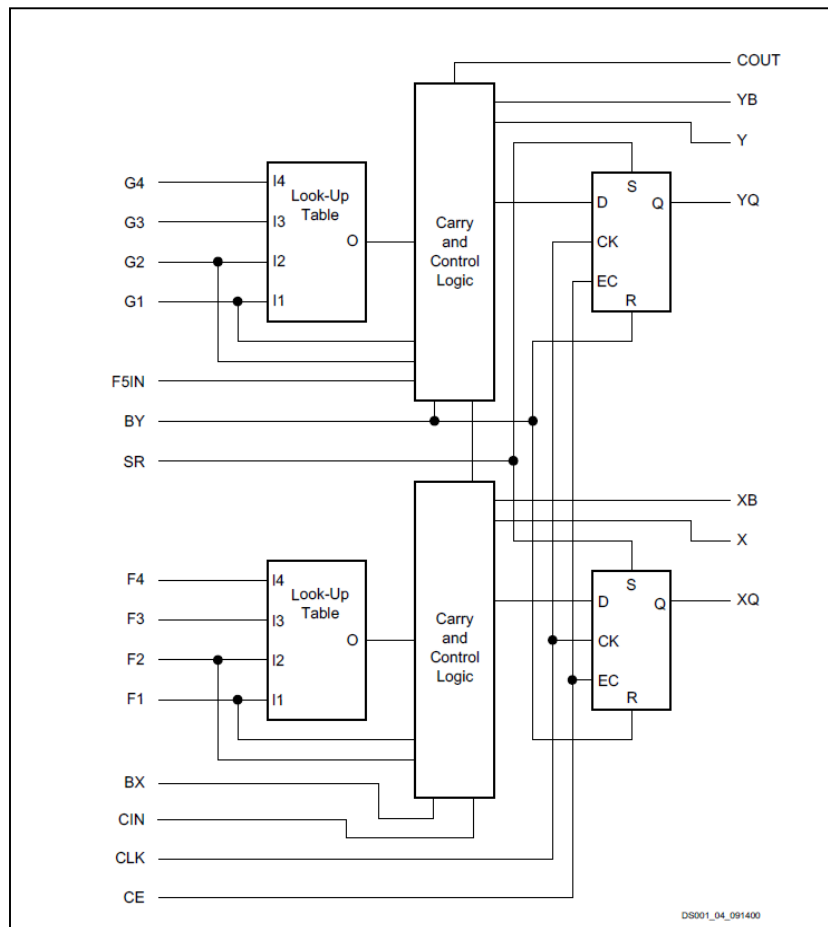 COUT
YB
Y
G4
I4
Look-Up
Table
S
G3
I3
D
Q
YQ
O
Carry
and
Control
Logic
G2
I2
CK
G1
I1
EC
R
F5IN
BY
SR
XB
X
F4
I4
Look-Up
Table
S
F3
I3
D
Q
XQ
O
Carry
and
Control
Logic
F2
I2
CK
F1
I1
EC
R
BX
CIN
CLK
CE
DS001_04_091400